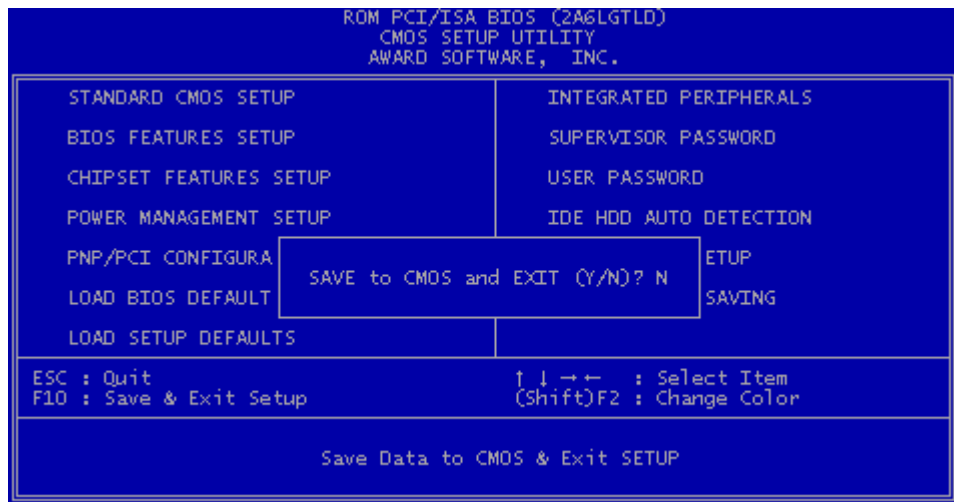 ROM PCI/ISA BIOS (2A6LGTLD)
CMOS SETUP UTILITY
AWARD SOFTWARE, INC.
STANDARD CMOS SETUP
BIOS FEATURES SETUP
CHIPSET FEATURES SETUP
POWER MANAGEMENT SETUP
PNP/PCI CONFIGURA
LOAD BIOS DEFAULT
LOAD SETUP DEFAULTS
INTEGRATED PERIPHERALS
SUPERVISOR PASSWORD
USER PASSWORD
IDE HDD AUTO DETECTION
ETUP
SAVING
SAVE to CMOS and EXIT (Y/N)? N
ESC : Quit
F10 : Save & Exit Setup
↑ ↓ → ← : Select Item
(Shift)F2 : Change Color
Save Data to CMOS & Exit SETUP